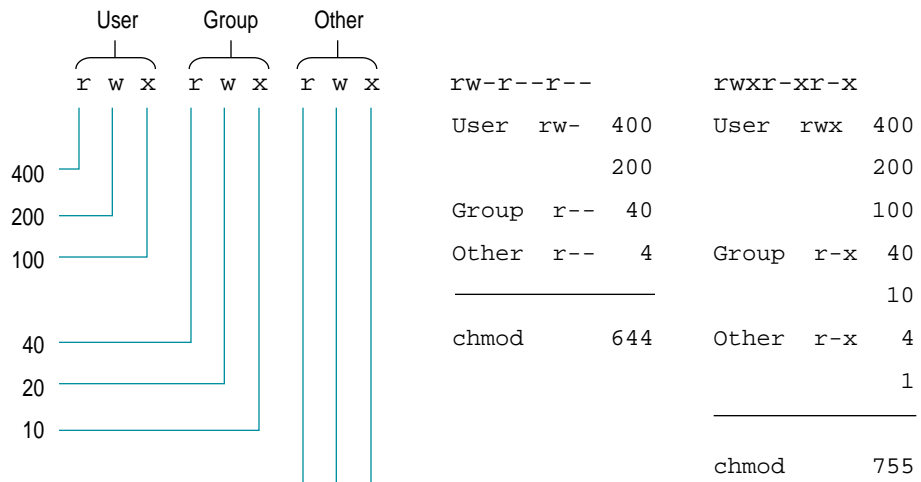 User Group Other
r w x r w x r w x
400
200
100
40
20
10
rw-r--r--
User rw- 400
200
Group r-- 40
Other r-- 4
chmod 644
rwxr-xr-x
User rwx 400
200
100
Group r-x 40
10
Other r-x 4
1
chmod 755